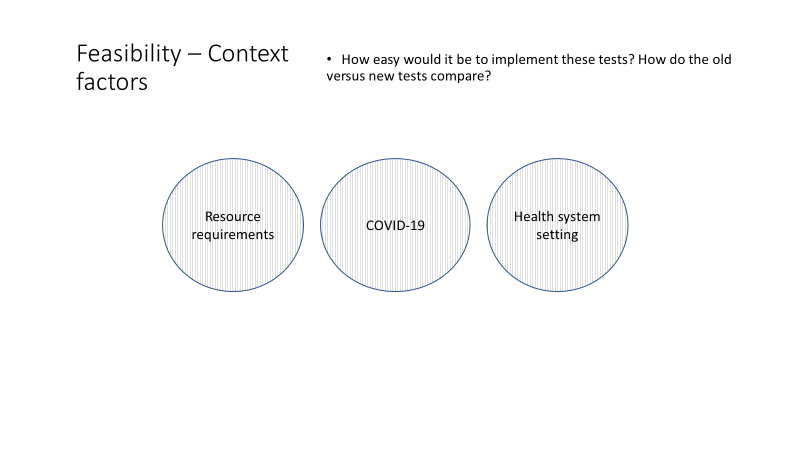 Feasibility – Context
factors
• How easy would it be to implement these tests? How do the old
versus new tests compare?
Resource
requirements
COVID-19
Health system
setting